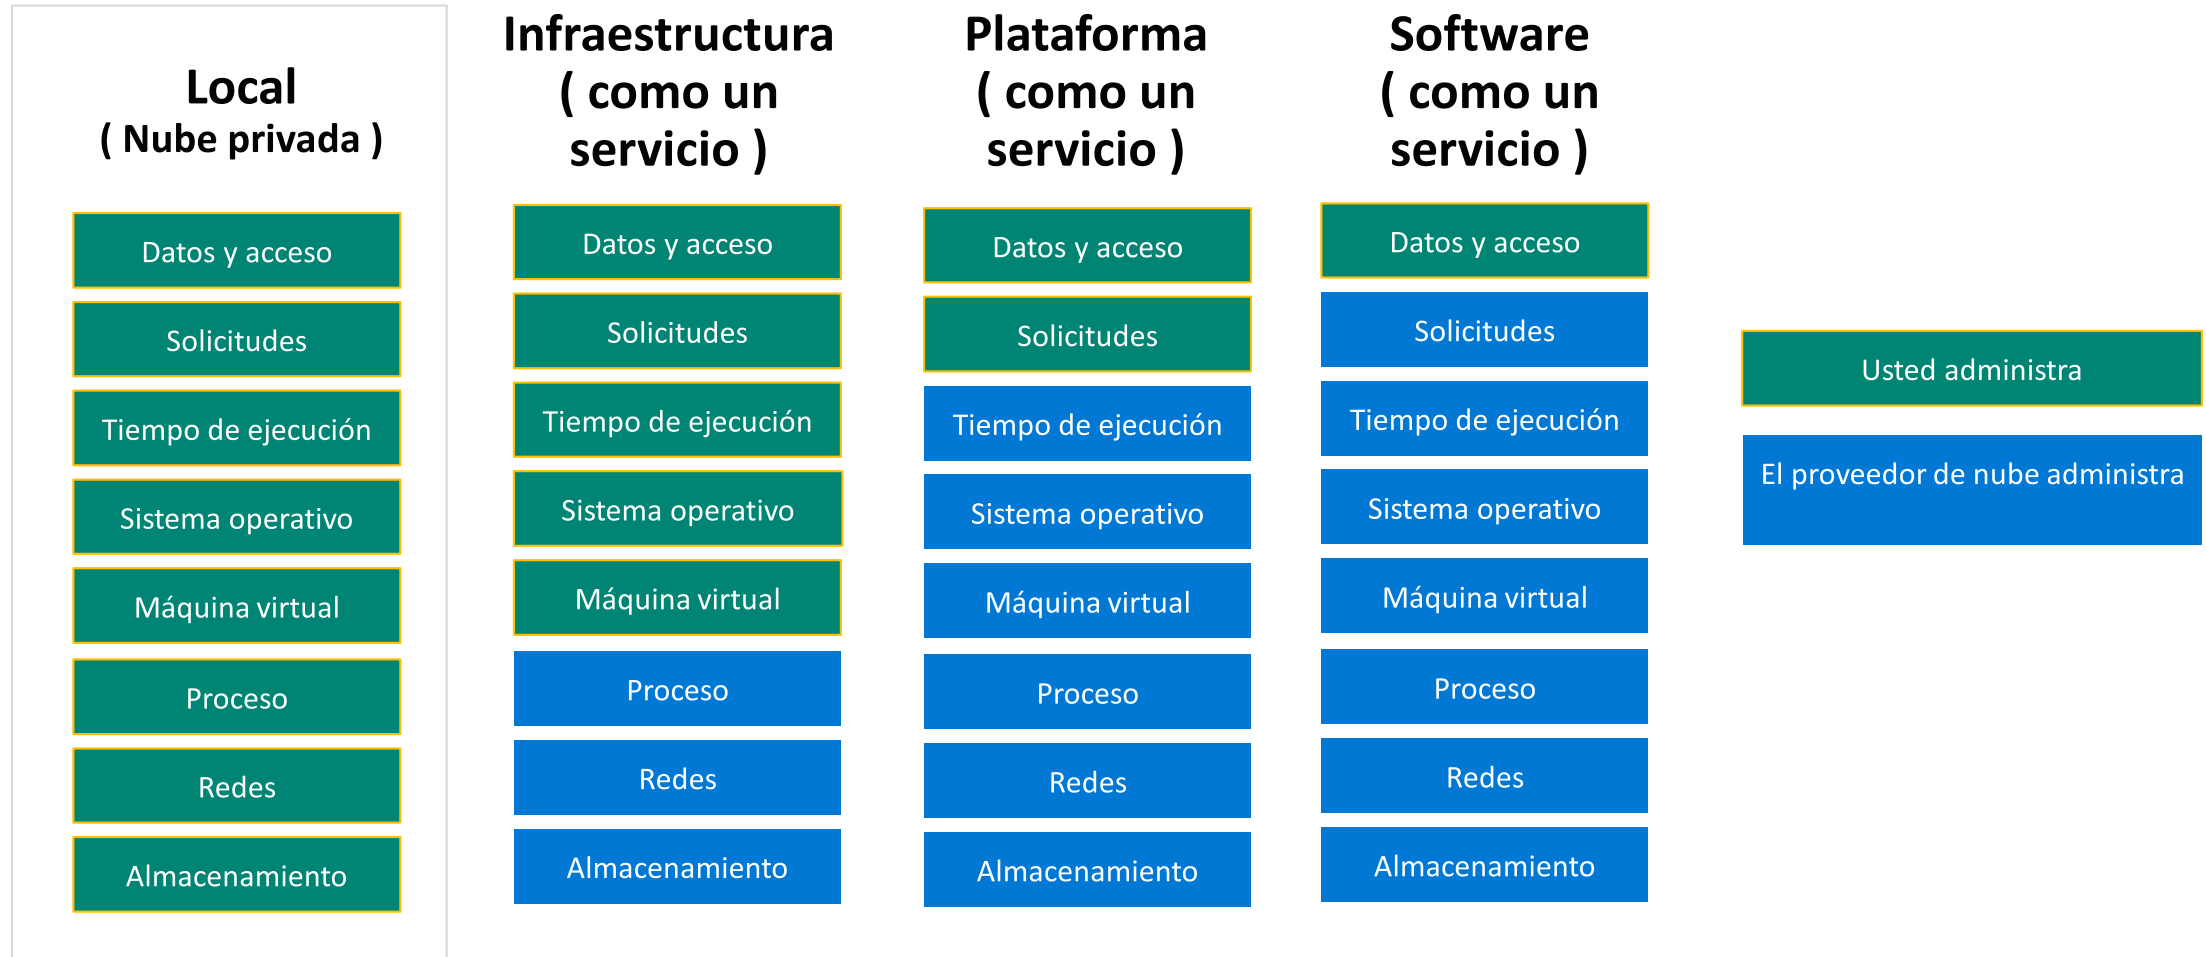 Local
( Nube privada )
Datos y acceso
Solicitudes
Tiempo de ejecución
Sistema operativo
Máquina virtual
Proceso
Redes
Almacenamiento
Infraestructura
( como un
servicio )
Datos y acceso
Solicitudes
Tiempo de ejecución
Sistema operativo
Máquina virtual
Proceso
Redes
Almacenamiento
Plataforma
( como un
servicio )
Datos y acceso
Solicitudes
Tiempo de ejecución
Sistema operativo
Máquina virtual
Proceso
Redes
Almacenamiento
Software
( como un
servicio )
Datos y acceso
Solicitudes
Tiempo de ejecución
Sistema operativo
Máquina virtual
Proceso
Redes
Almacenamiento
Usted administra
El proveedor de nube administra